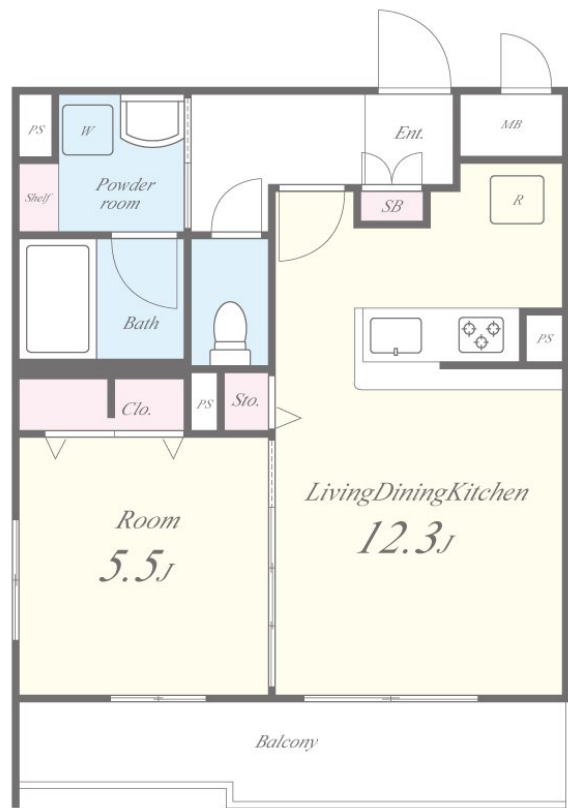 PS
W
Ent.
MB
Powder
room
Shelf
SB
R
Bath
PS
Clo.
PS
Sto.
LivingDiningKitchen
12.3J
Room
5.5J
Balcony